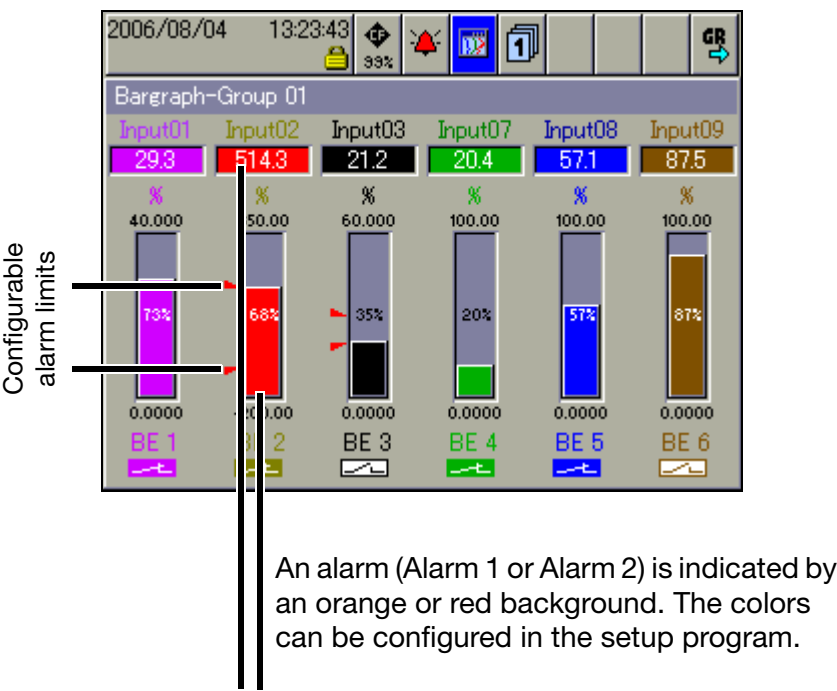 2006/08/04 13:23:43
99%
1
GR
Bargraph-Group 01
Input01 Input02 Input03 Input07 Input08 Input09
29.3 514.3 21.2 20.4 57.1 87.5
% % % % % %
40.000 50.00 60.000 100.00 100.00 100.00
Configurable
alarm limits
73% 68% 35% 20% 57% 87%
0.0000 0.0000 0.0000 0.0000 0.0000
BE 1 2 BE 3 BE 4 BE 5 BE 6
An alarm (Alarm 1 or Alarm 2) is indicated by
an orange or red background. The colors
can be configured in the setup program.